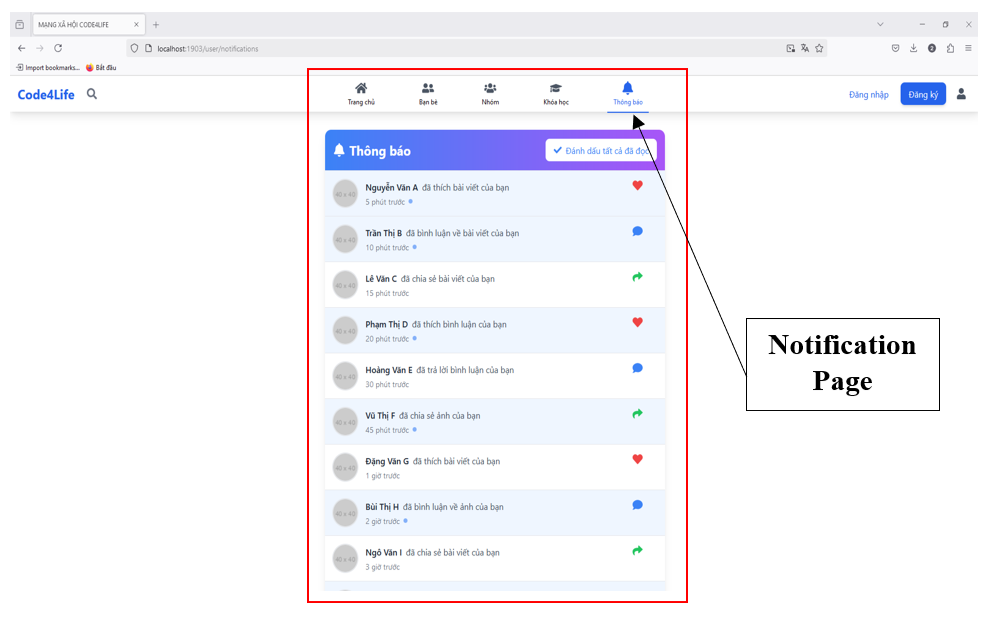 MẠNG XÃ HỘI CODE4LIFE
localhost:1903/user/notifications
Import bookmarks...
Bắt đầu
Code4Life
Trang chủ
Bạn bè
Nhóm
Khóa học
Thông báo
Đăng nhập
Đăng ký
Thông báo
Đánh dấu tất cả đã đọc
Nguyễn Văn A đã thích bài viết của bạn
5 phút trước
40 x 40
Trần Thị B đã bình luận về bài viết của bạn
10 phút trước
40 x 40
Lê Văn C đã chia sẻ bài viết của bạn
15 phút trước
40 x 40
Phạm Thị D đã thích bình luận của bạn
20 phút trước
40 x 40
Hoàng Văn E đã trả lời bình luận của bạn
30 phút trước
40 x 40
Vũ Thị F đã chia sẻ ảnh của bạn
45 phút trước
40 x 40
Đặng Văn G đã thích bài viết của bạn
1 giờ trước
40 x 40
Bùi Thị H đã bình luận về ảnh của bạn
2 giờ trước
40 x 40
Ngô Văn I đã chia sẻ bài viết của bạn
3 giờ trước
40 x 40
Notification
Page